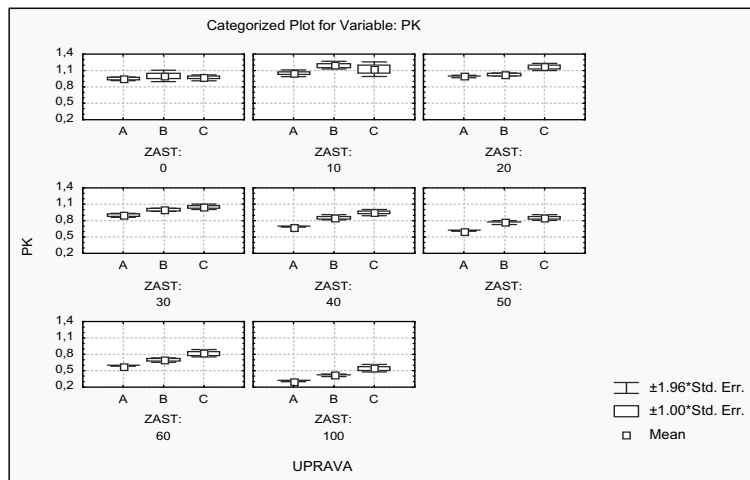 Categorized Plot for Variable: PK
1,4
1,1
0,8
0,5
0,2
A B C
A B C
A B C
ZAST:
0
ZAST:
10
ZAST:
20
1,4
1,1
0,8
0,5
0,2
A B C
A B C
A B C
ZAST:
30
ZAST:
40
ZAST:
50
PK
1,4
1,1
0,8
0,5
0,2
A B C
A B C
ZAST:
60
ZAST:
100
±1.96*Std. Err.
±1.00*Std. Err.
Mean
UPRAVA